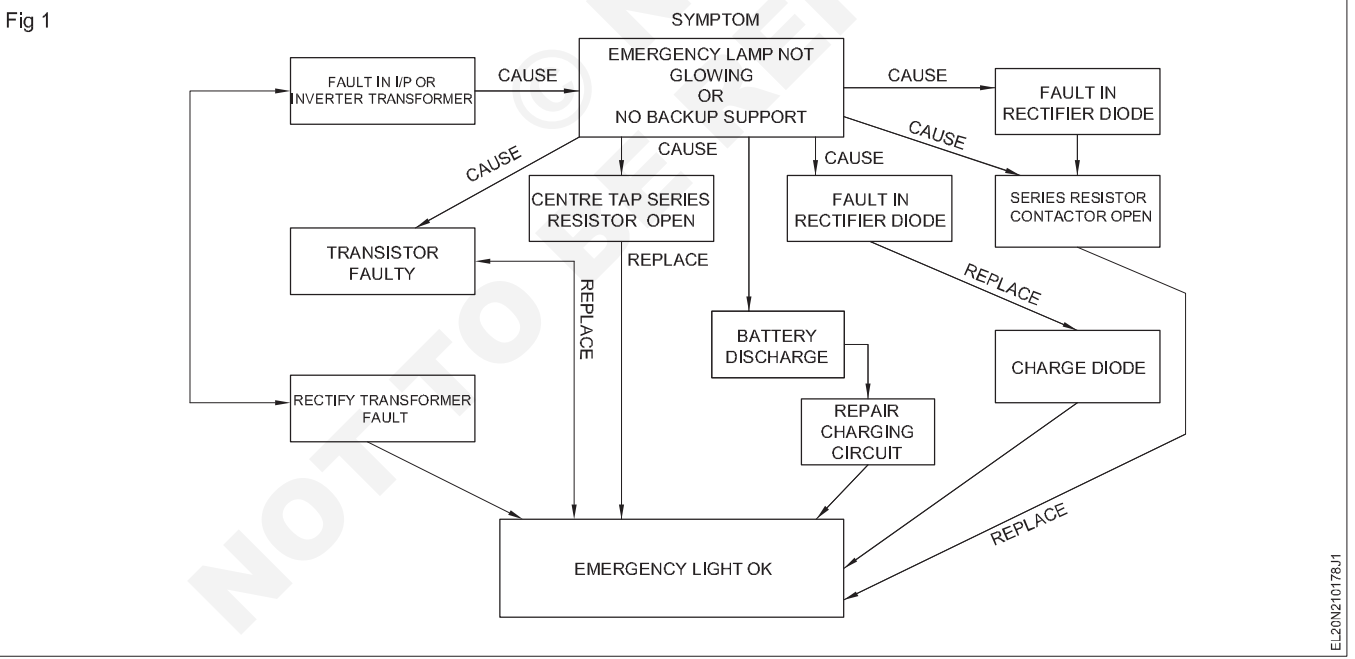 Fig 1
SYMPTOM
EMERGENCY LAMP NOT
GLOWING
OR
NO BACKUP SUPPORT
FAULT IN I/P OR
INVERTER TRANSFORMER
CAUSE
CAUSE
FAULT IN
RECTIFIER DIODE
CAUSE
CAUSE
CAUSE
CAUSE
CENTRE TAP SERIES
RESISTOR OPEN
FAULT IN
RECTIFIER DIODE
SERIES RESISTOR
CONTACTOR OPEN
TRANSISTOR
FAULTY
REPLACE
REPLACE
REPLACE
BATTERY
DISCHARGE
CHARGE DIODE
RECTIFY TRANSFORMER
FAULT
REPAIR
CHARGING
CIRCUIT
REPLACE
EMERGENCY LIGHT OK
EL20N210178J1
NOT TO BE
©